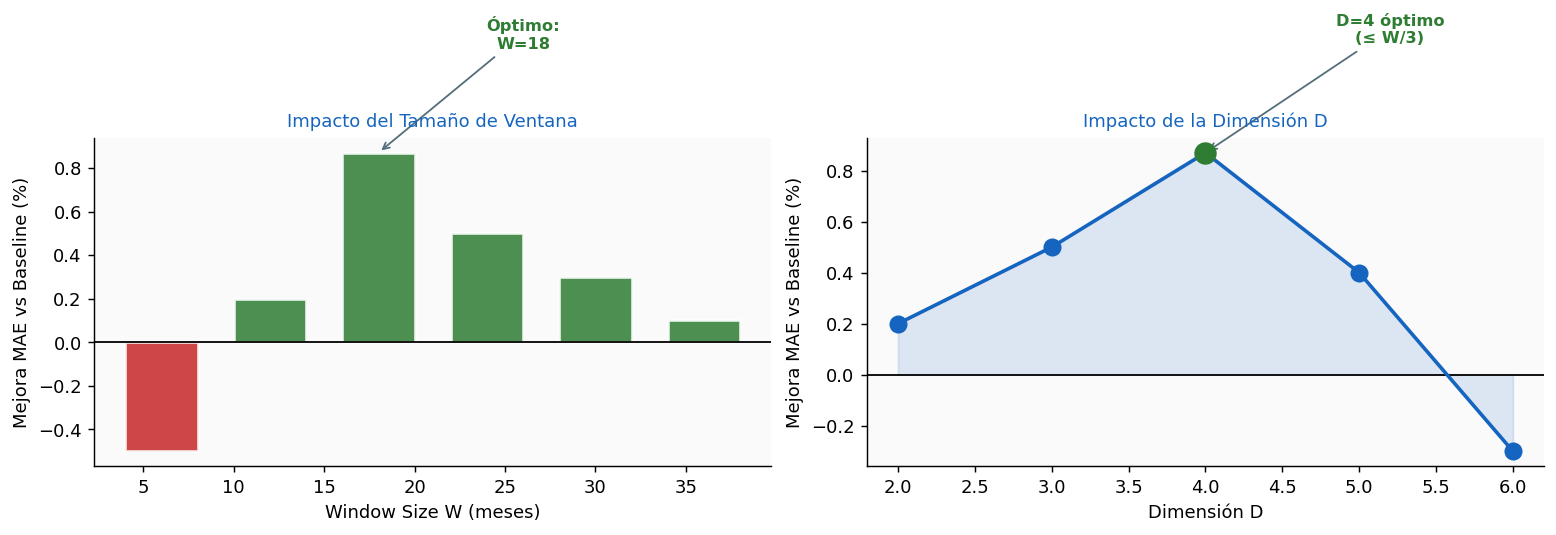 Óptimo:
W=18
Impacto del Tamaño de Ventana
Mejora MAE vs Baseline (%)
0.8
0.6
0.4
0.2
0.0
−0.2
−0.4
5
10
15
20
25
30
35
Window Size W (meses)
D=4 óptimo
(≤ W/3)
Impacto de la Dimensión D
Mejora MAE vs Baseline (%)
0.8
0.6
0.4
0.2
0.0
−0.2
2.0
2.5
3.0
3.5
4.0
4.5
5.0
5.5
6.0
Dimensión D